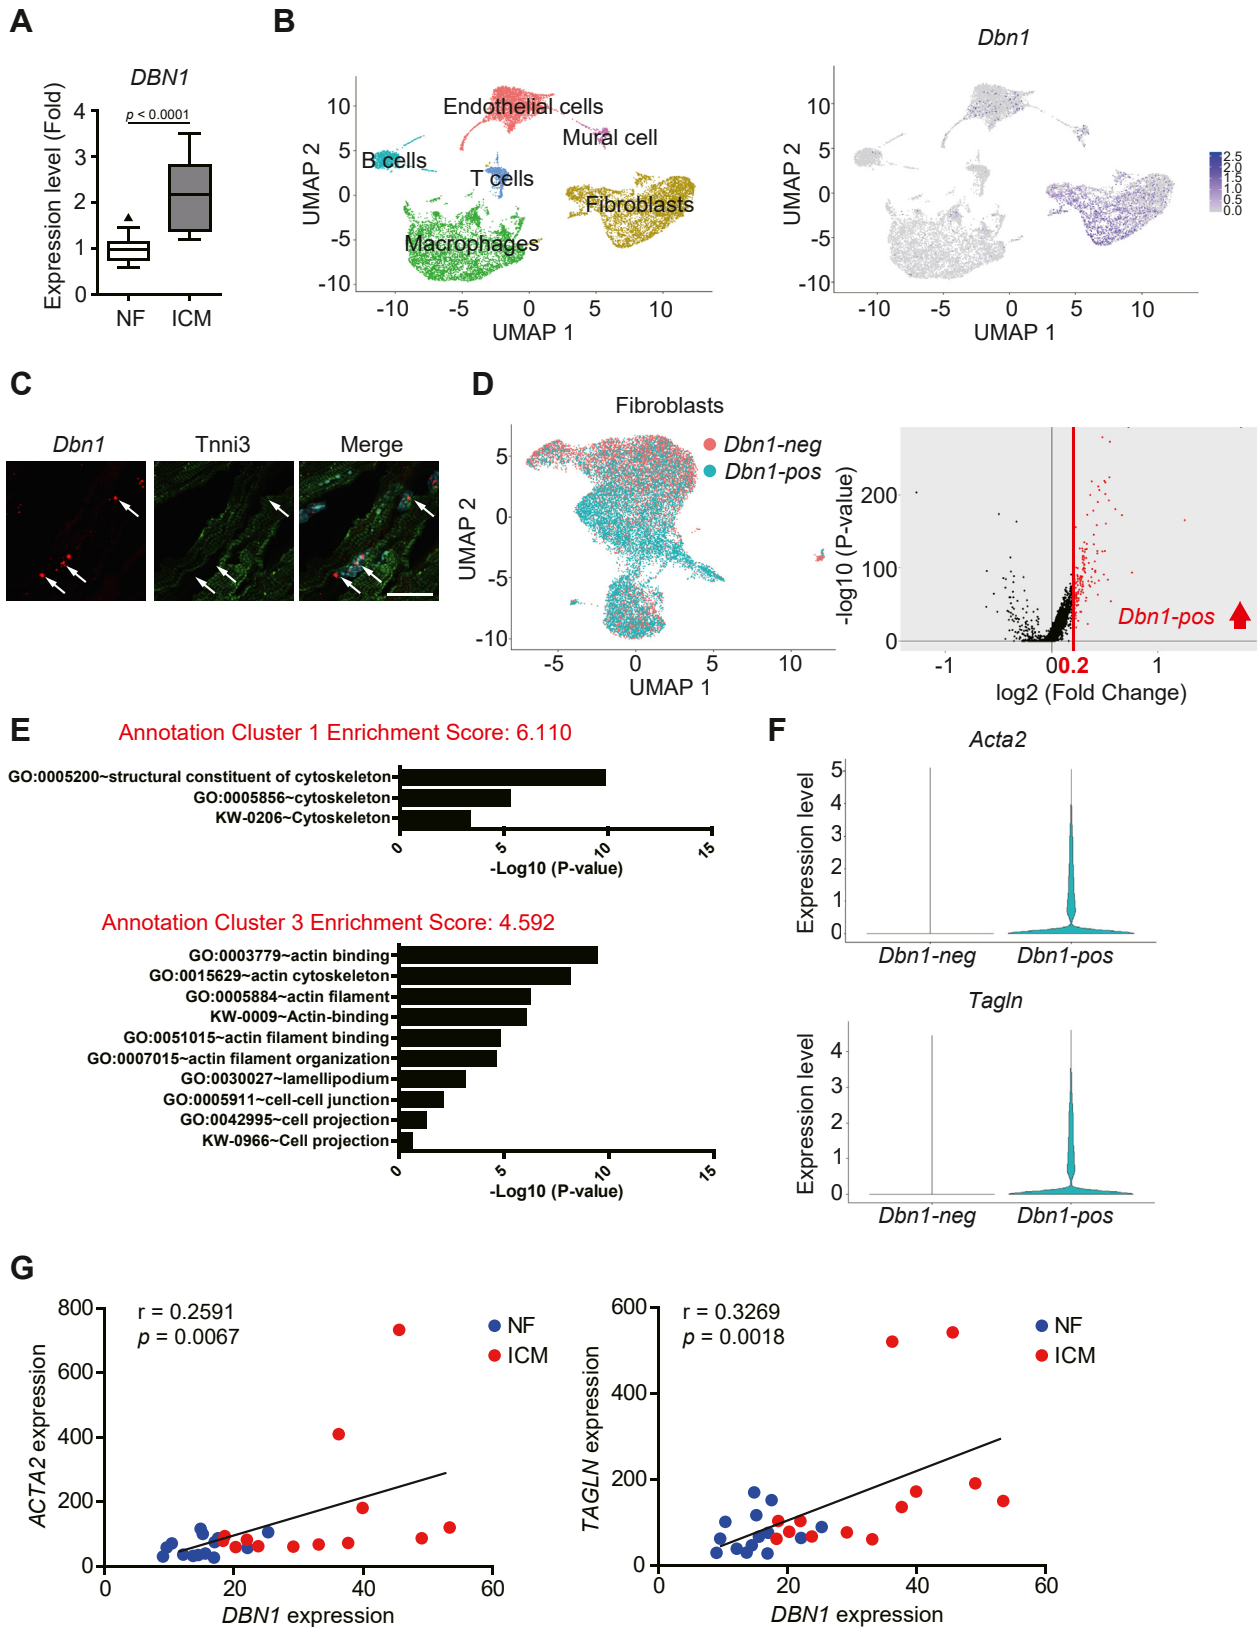 A
DBN1
Expression level (Fold)
4
3
2
1
0
p < 0.0001
NF
ICM
B
UMAP 2
10
5
0
-5
-10
Endothelial cells
Mural cell
B cells
T cells
Fibroblasts
Macrophages
-10
-5
0
5
10
UMAP 1
Dbn1
UMAP 2
10
5
0
-5
-10
-10
-5
0
5
10
UMAP 1
2.5
2.0
1.5
1.0
0.5
0.0
C
Dbn1
Tnni3
Merge
D
Fibroblasts
Dbn1-neg
Dbn1-pos
UMAP 2
5
0
-5
-10
-5
0
5
10
UMAP 1
-log10 (P-value)
200
100
0
Dbn1-pos
-1
0
0.2
1
log2 (Fold Change)
E
Annotation Cluster 1 Enrichment Score: 6.110
GO:0005200~structural constituent of cytoskeleton
GO:0005856~cytoskeleton
KW-0206~Cytoskeleton
0
5
10
15
-Log10 (P-value)
Annotation Cluster 3 Enrichment Score: 4.592
GO:0003779~actin binding
GO:0015629~actin cytoskeleton
GO:0005884~actin filament
KW-0009~Actin-binding
GO:0051015~actin filament binding
GO:0007015~actin filament organization
GO:0030027~lamellipodium
GO:0005911~cell-cell junction
GO:0042995~cell projection
KW-0966~Cell projection
0
5
10
15
-Log10 (P-value)
F
Acta2
Expression level
5
4
3
2
1
0
Dbn1-neg
Dbn1-pos
Tagln
Expression level
4
3
2
1
0
Dbn1-neg
Dbn1-pos
G
ACTA2 expression
800
600
400
200
0
r = 0.2591
p = 0.0067
NF
ICM
0
20
40
60
DBN1 expression
TAGLN expression
600
400
200
0
r = 0.3269
p = 0.0018
NF
ICM
0
20
40
60
DBN1 expression